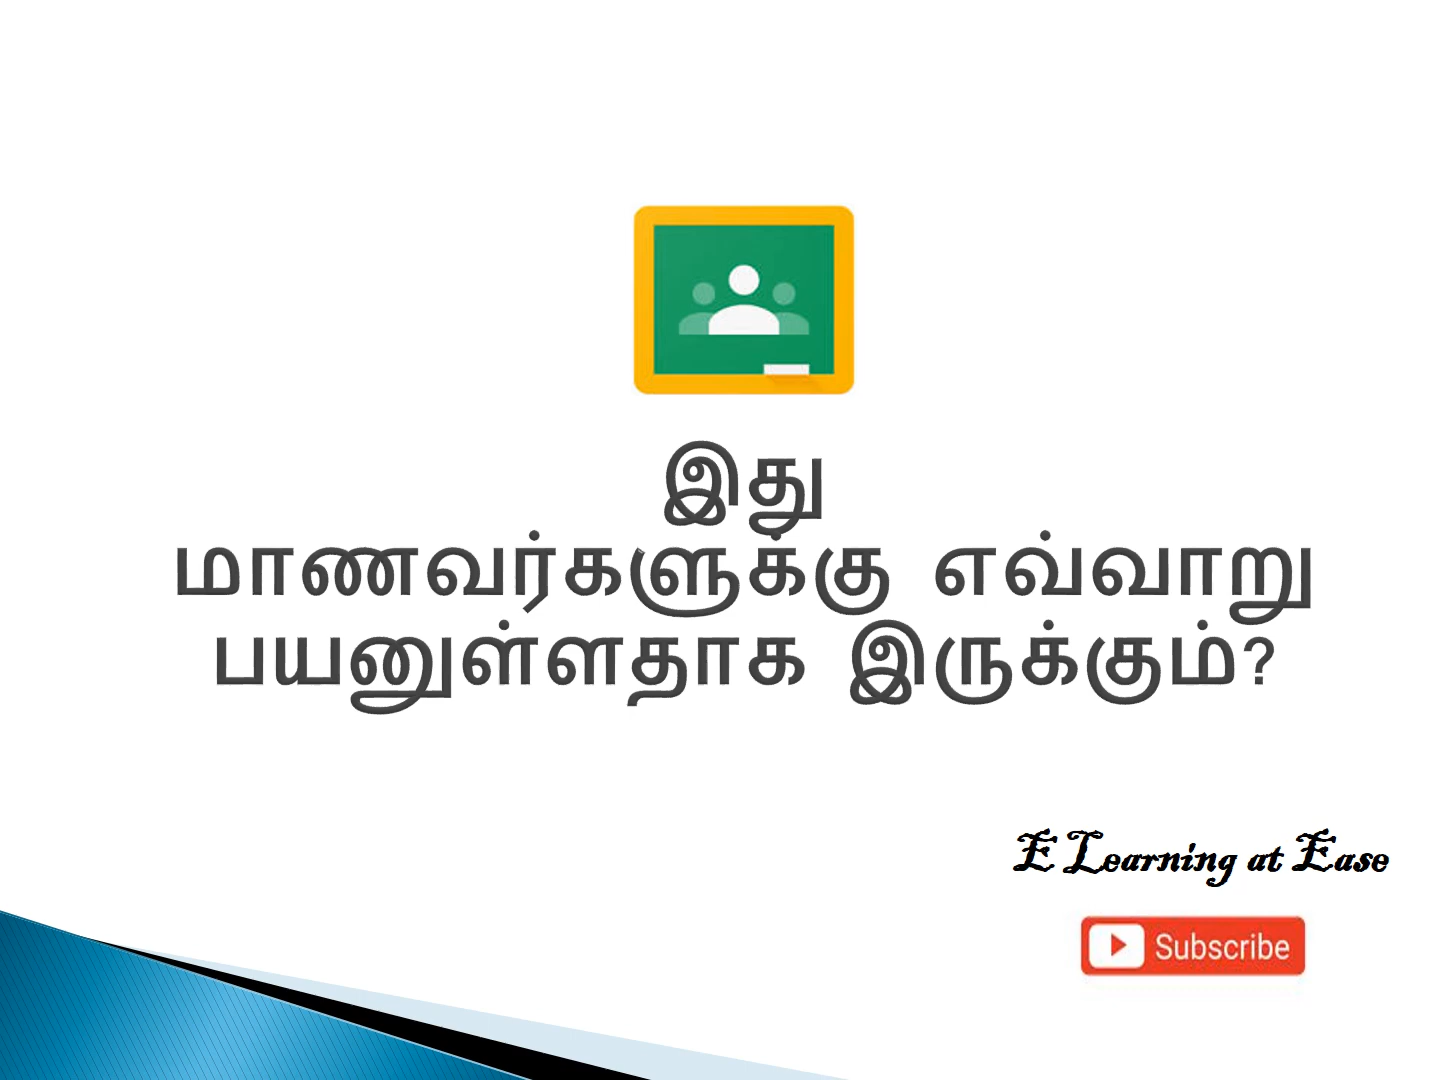 இது
மாணவர்களுக்கு எவ்வாறு
பயனுள்ளதாக இருக்கும்?
E Learning at Ease
Subscribe